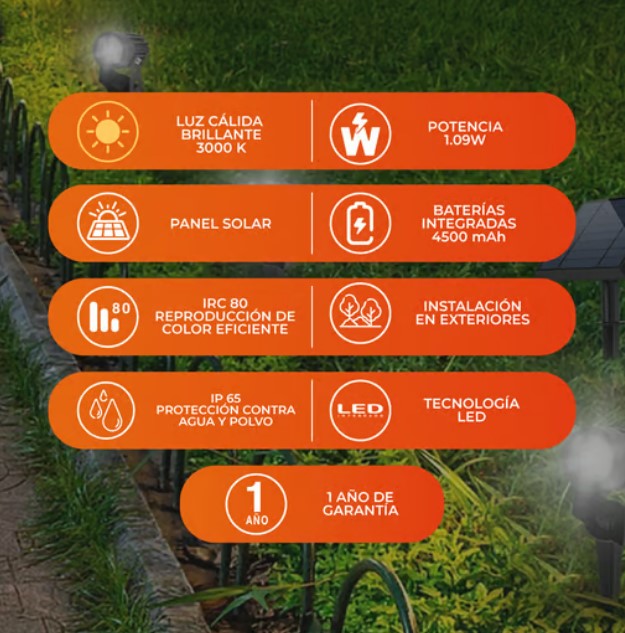 LUZ CÁLIDA
BRILLANTE
3000 K
W
POTENCIA
1.09W
PANEL SOLAR
BATERÍAS
INTEGRADAS
4500 mAh
80
IRC 80
REPRODUCCIÓN DE
COLOR EFICIENTE
INSTALACIÓN
EN EXTERIORES
IP 65
PROTECCIÓN CONTRA
AGUA Y POLVO
LED
INTEGRADO
TECNOLOGÍA
LED
1
AÑO
1 AÑO DE
GARANTÍA